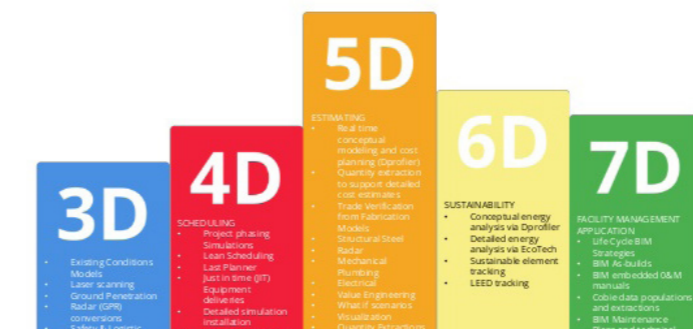 3D
Existing Conditions
Models
Laser scanning
Ground Penetration
Radar (GPR)
conversions
Safety & Logistic
4D
SCHEDULING
Project phasing
Simulations
Lean Scheduling
Last Planner
Just in time (JIT)
Equipment
deliveries
Detailed simulation
installation
5D
ESTIMATING
Real time
conceptual
modeling and cost
planning (Dprofiler)
Quantity extraction
to support detailed
cost estimates
Trade Verification
from Fabrication
Models
Structural Steel
Rebar
Mechanical
Plumbing
Electrical
Value Engineering
What if scenarios
Visualization
Quantity Extractions
6D
SUSTAINABILITY
Conceptual energy
analysis via Dprofiler
Detailed energy
analysis via EcoTech
Sustainable element
tracking
LEED tracking
7D
FACILITY MANAGEMENT
APPLICATION
Life Cycle BIM
Strategies
BIM As-builts
BIM embedded O&M
manuals
Cobie data populations
and extractions
BIM Maintenance